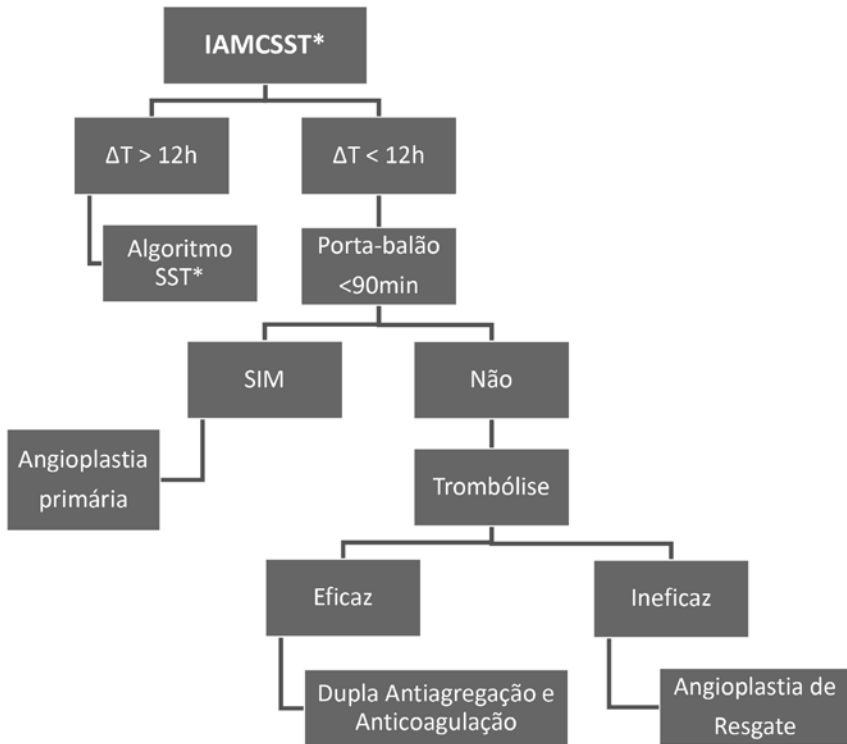 IAMCSST*
ΔT > 12h
ΔT < 12h
Algoritmo
SST*
Porta-balão
<90min
SIM
Não
Angioplastia
primária
Trombólise
Eficaz
Ineficaz
Dupla Antiagregação e
Anticoagulação
Angioplastia de
Resgate